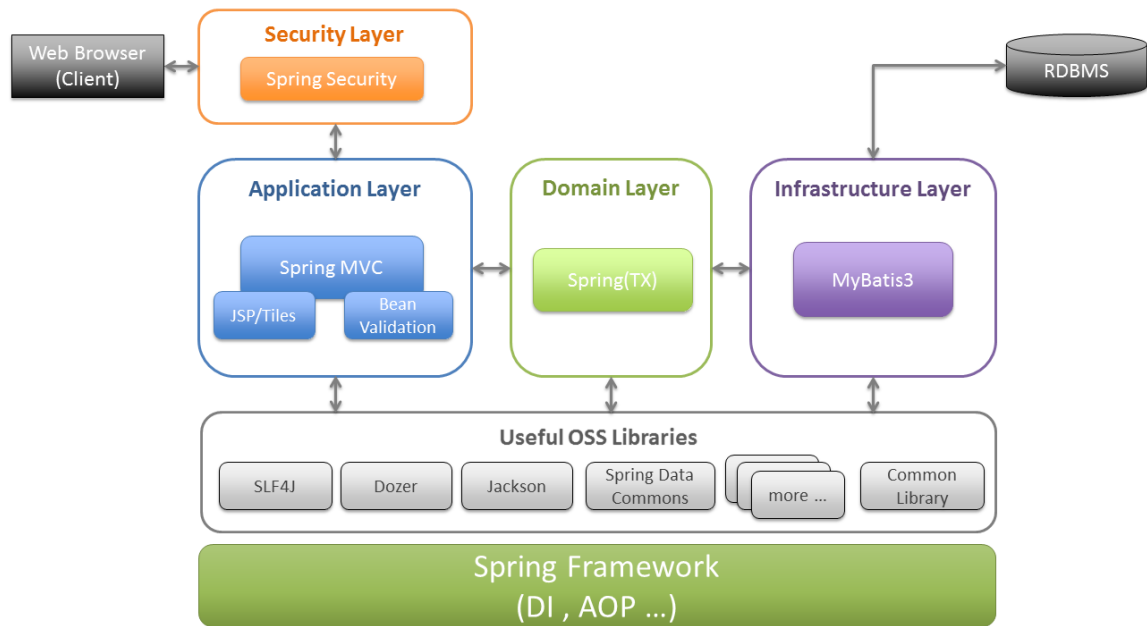 Security Layer
Web Browser
(Client)
Spring Security
RDBMS
Application Layer
Domain Layer
Infrastructure Layer
Spring MVC
JSP/Tiles
Bean
Validation
Spring(TX)
MyBatis3
Useful OSS Libraries
SLF4J
Dozer
Jackson
Spring Data
Commons
more ...
Common
Library
Spring Framework
(DI , AOP ...)